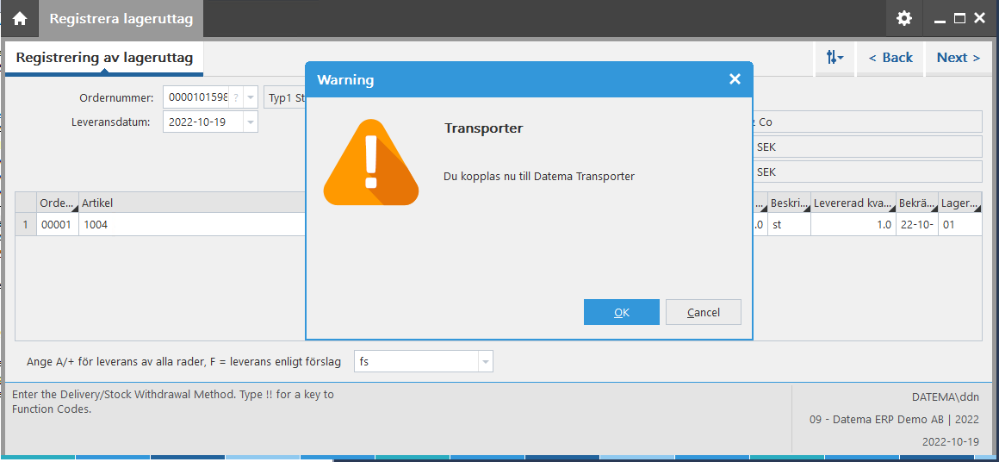 Registrera lageruttag
Registrering av lageruttag
< Back
Next >
Ordernummer:
0000101598
?
Typ1 St
Leveransdatum:
2022-10-19
Co
SEK
SEK
Warning
Transporter
Du kopplas nu till Datema Transporter
OK
Cancel
Orde...
Artikel
...
Beskri...
Levererad kva...
Bekrä...
Lager...
1
00001
1004
.0
st
1.0
22-10-
01
Ange A/+ för leverans av alla rader, F = leverans enligt förslag
fs
Enter the Delivery/Stock Withdrawal Method. Type !! for a key to
Function Codes.
DATEMA\ddn
09 - Datema ERP Demo AB | 2022
2022-10-19